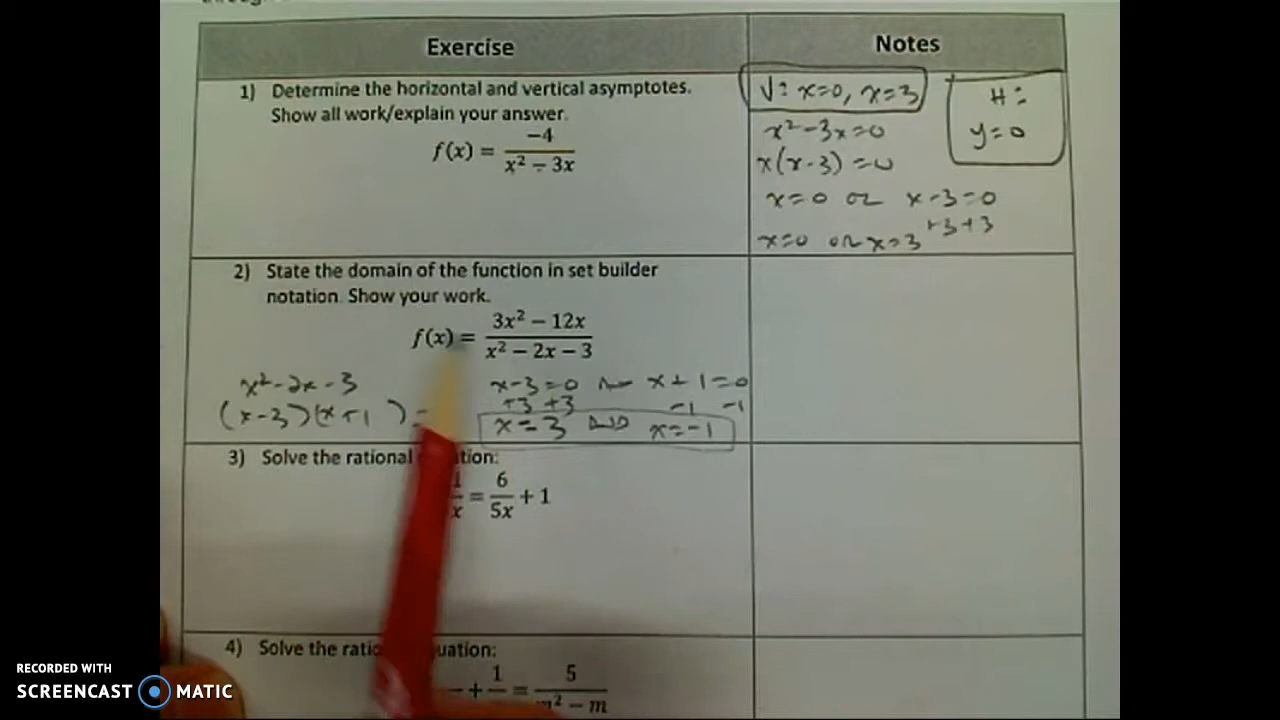 Exercise
Notes
1) Determine the horizontal and vertical asymptotes.
Show all work/explain your answer.
f(x) = -4 / x² - 3x
V: x=0, x=3
H:
y=0
x²-3x=0
x(x-3)=0
x=0 or x-3=0
+3 +3
x=0 or x=3
2) State the domain of the function in set builder
notation. Show your work.
f(x) = 3x² - 12x / x² - 2x - 3
x²-2x-3
(x-3)(x+1) =
x-3=0 x+1=0
+3 +3 -1 -1
x=3 x=-1
3) Solve the rational
1/x = 6/5x + 1
4) Solve the
+ 1 = 5 / m² - m
RECORDED WITH
SCREENCAST MATIC